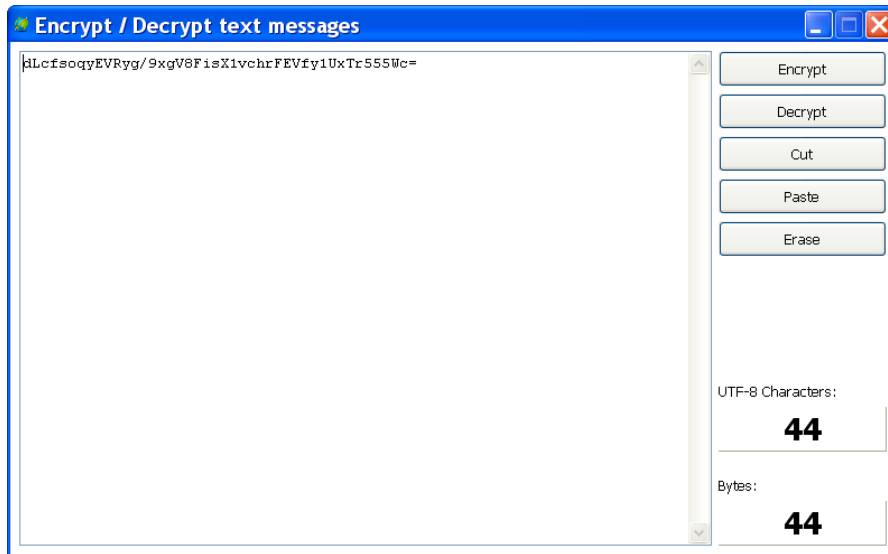 Encrypt / Decrypt text messages
dLcfsoqyEVRyg/9xgV8FisX1vchrFEVfy1UxTr555Wc=
Encrypt
Decrypt
Cut
Paste
Erase
UTF-8 Characters:
44
Bytes:
44